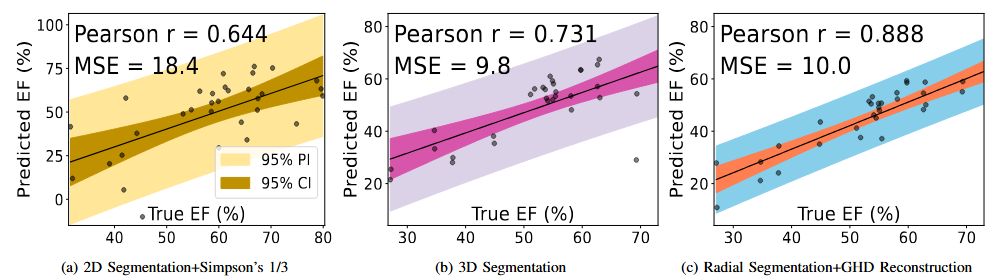 Pearson r = 0.644
MSE = 18.4
Predicted EF (%)
100
75
50
25
0
95% PI
95% CI
True EF (%)
40
50
60
70
80
(a) 2D Segmentation+Simpson's 1/3
Pearson r = 0.731
MSE = 9.8
Predicted EF (%)
80
60
40
20
True EF (%)
30
40
50
60
70
(b) 3D Segmentation
Pearson r = 0.888
MSE = 10.0
Predicted EF (%)
80
60
40
20
True EF (%)
30
40
50
60
70
(c) Radial Segmentation+GHD Reconstruction